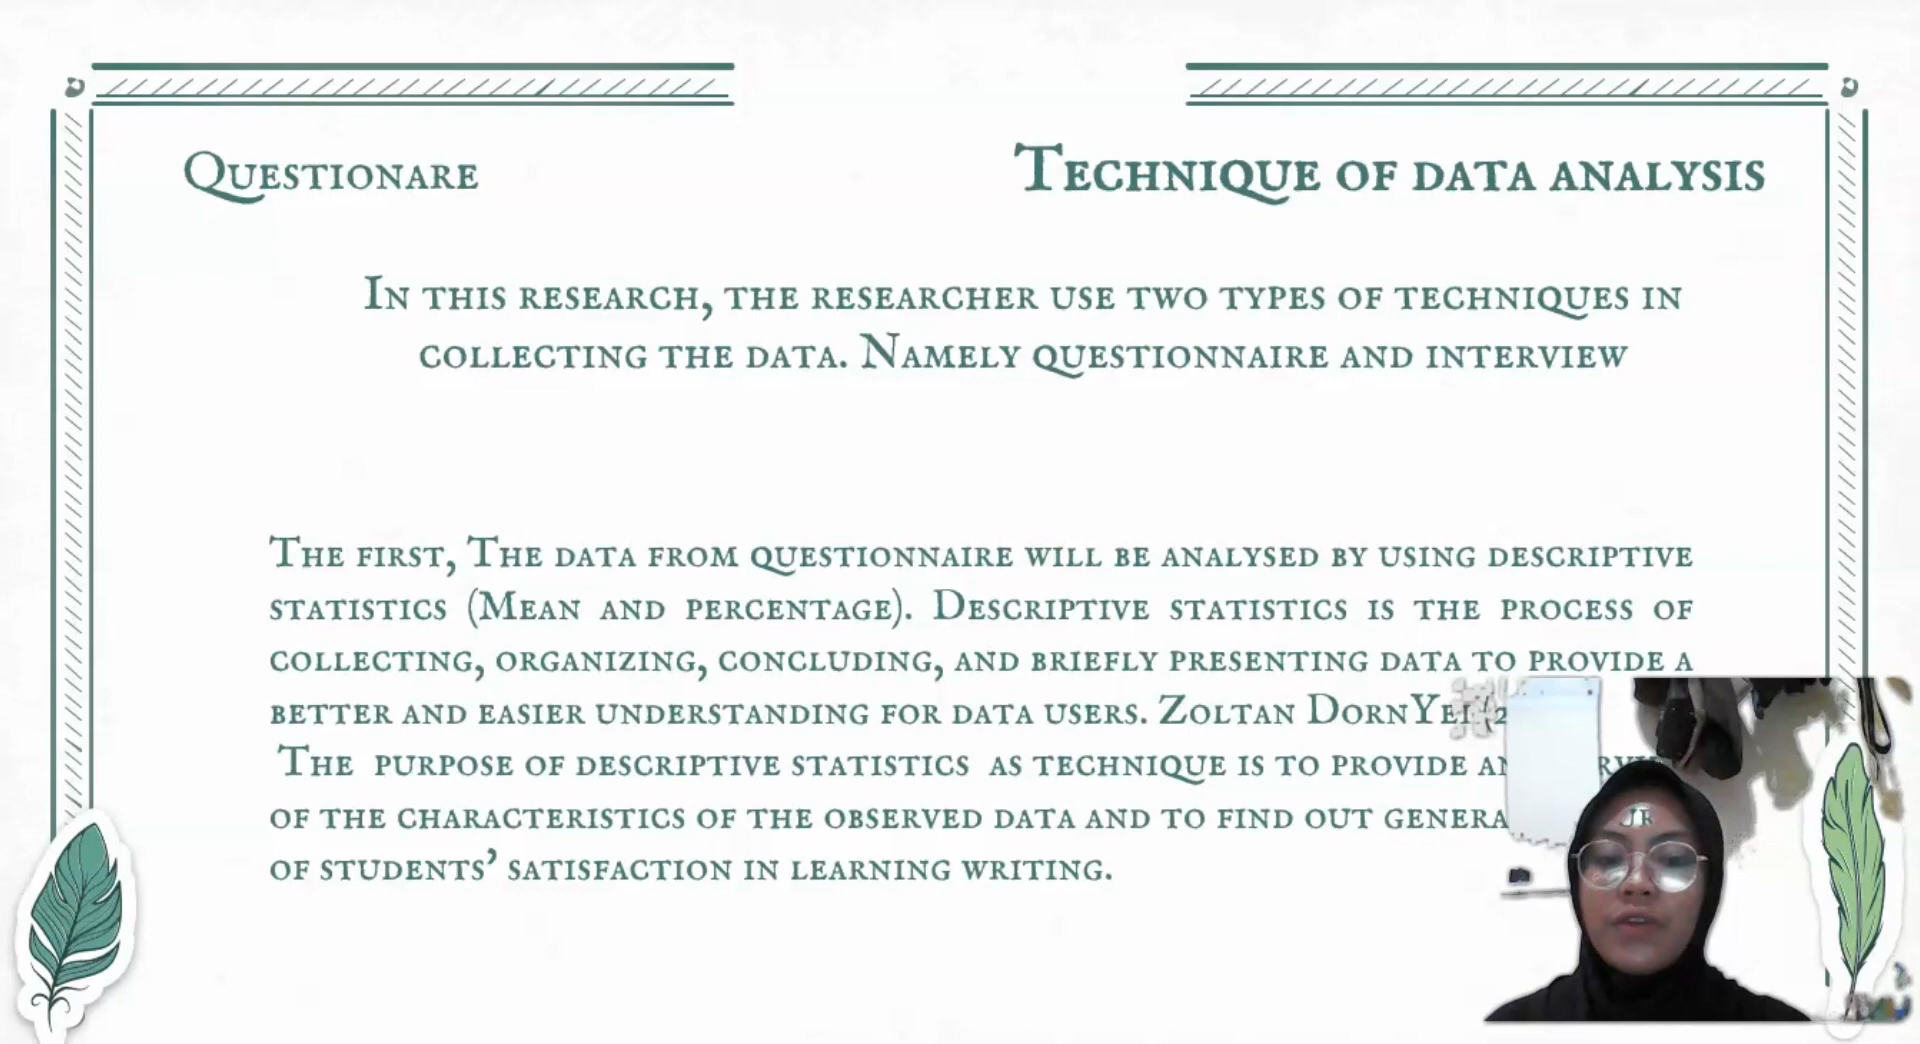 Questionare
Technique of data analysis
In this research, the researcher use two types of techniques in
collecting the data. Namely questionnaire and interview
The first, The data from questionnaire will be analysed by using descriptive
statistics (Mean and percentage). Descriptive statistics is the process of
collecting, organizing, concluding, and briefly presenting data to provide a
better and easier understanding for data users. Zoltan DornYei
The purpose of descriptive statistics as technique is to provide
of the characteristics of the observed data and to find out
of students' satisfaction in learning writing.